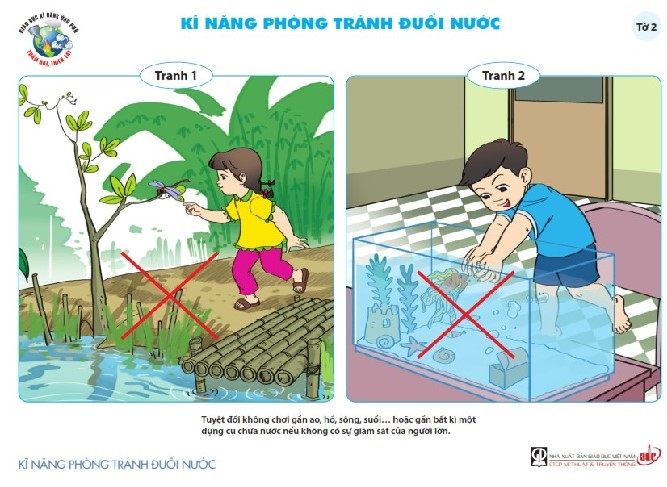 KĨ NĂNG PHÒNG TRÁNH ĐUỐI NƯỚC
Tờ 2
Tranh 1
Tranh 2
Tuyệt đối không chơi gần ao, hồ, sông, suối... hoặc gần bất kì một
dụng cụ chứa nước nếu không có sự giám sát của người lớn.
KĨ NĂNG PHÒNG TRÁNH ĐUỐI NƯỚC
NHÀ XUẤT BẢN GIÁO DỤC VIỆT NAM
CTCP MĨ THUẬT & TRUYỀN THÔNG